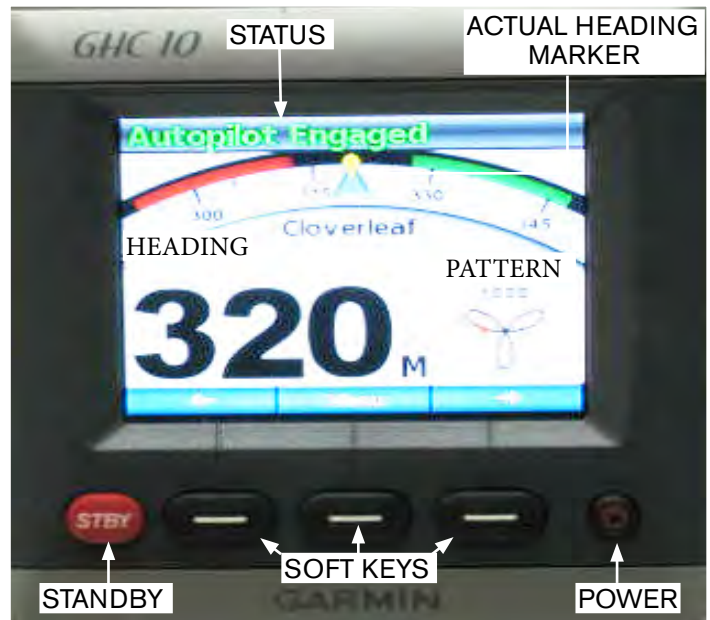 GHC 10
STATUS
ACTUAL HEADING
MARKER
Autopilot Engaged
300
315
330
345
Cloverleaf
HEADING
PATTERN
320 M
STBY
SOFT KEYS
STANDBY
POWER
GARMIN